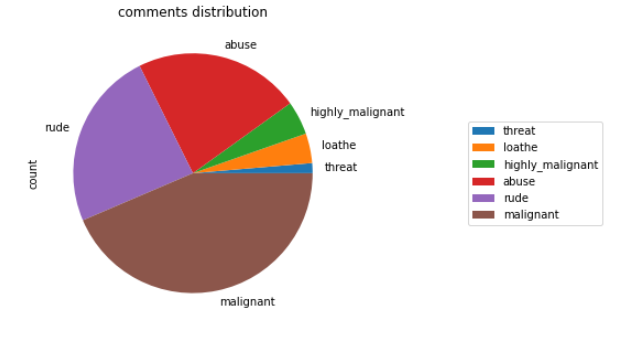 comments distribution
abuse
highly_malignant
rude
loathe
threat
count
malignant
threat
loathe
highly_malignant
abuse
rude
malignant